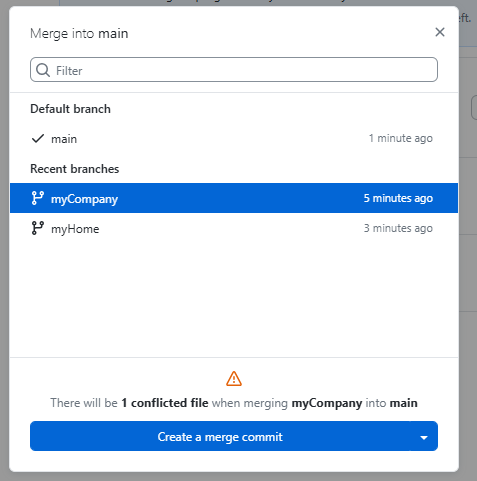 eft.
Merge into main
Filter
Default branch
main 1 minute ago
Recent branches
myCompany 5 minutes ago
myHome 3 minutes ago
There will be 1 conflicted file when merging myCompany into main
Create a merge commit